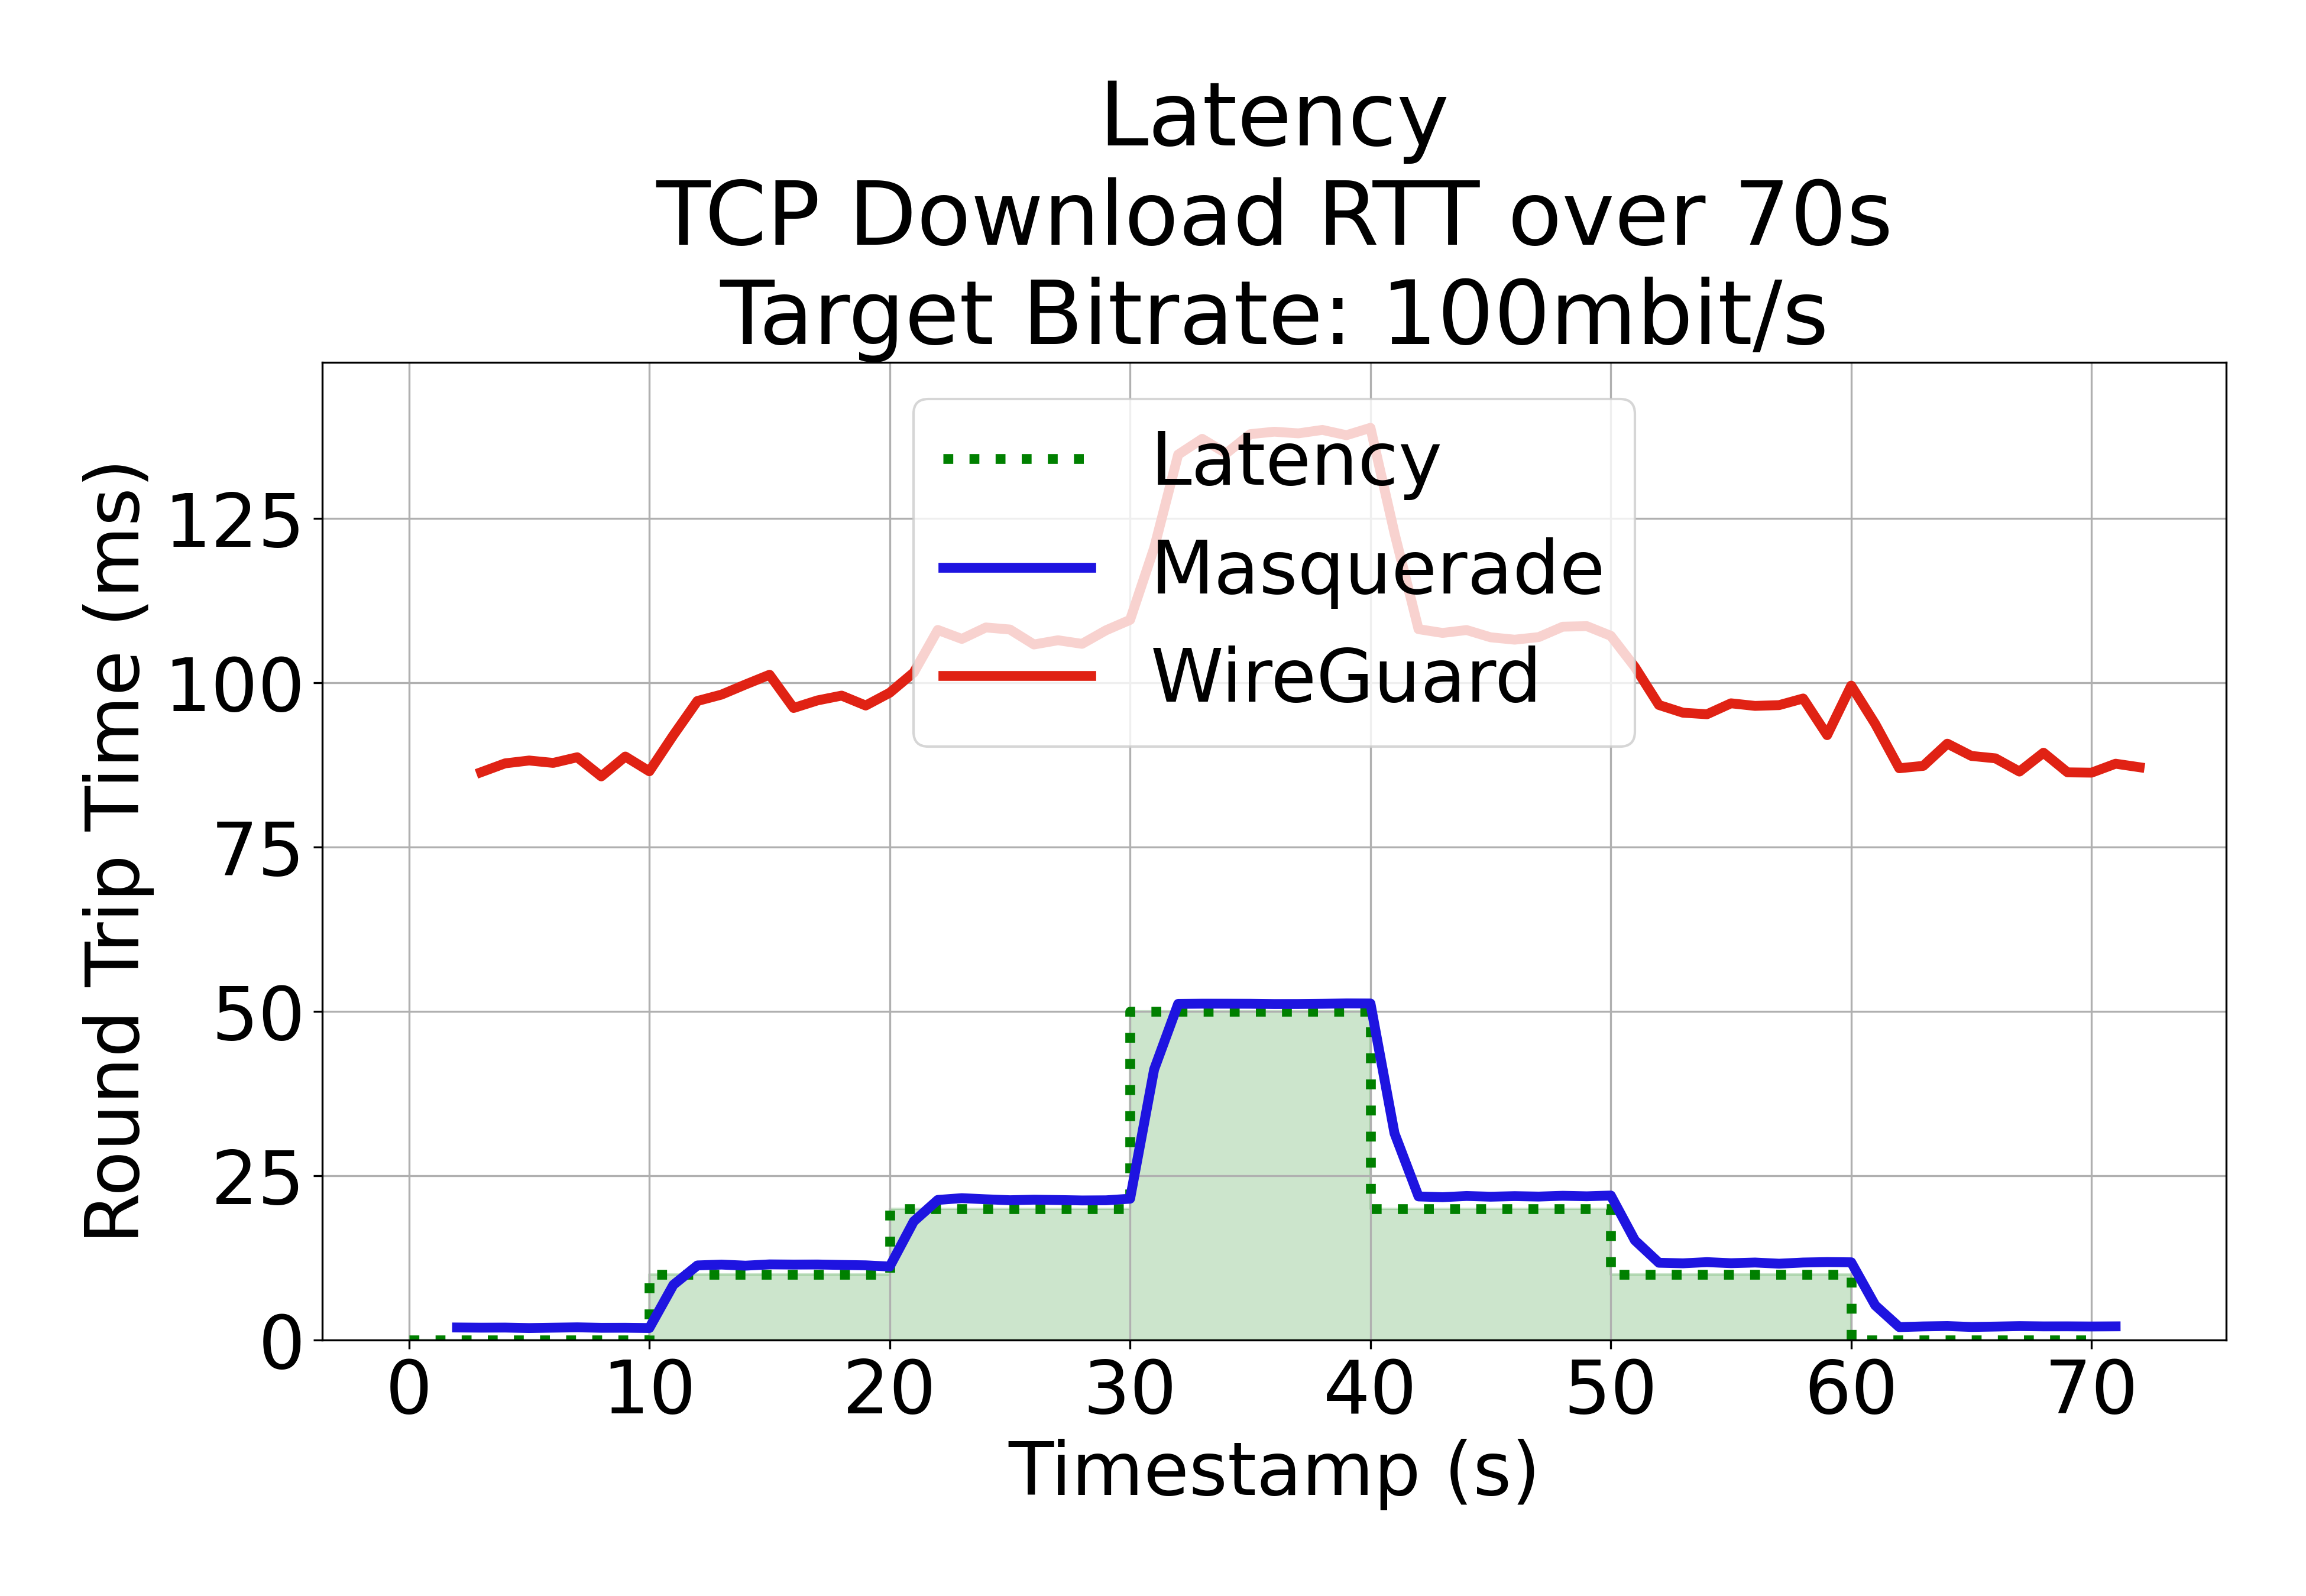 Latency
TCP Download RTT over 70s
Target Bitrate: 100mbit/s
Round Trip Time (ms)
125
100
75
50
25
0
Latency
Masquerade
WireGuard
0 10 20 30 40 50 60 70
Timestamp (s)